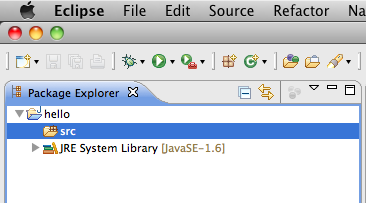 Eclipse File Edit Source Refactor Na
Package Explorer
hello
src
JRE System Library [JavaSE-1.6]